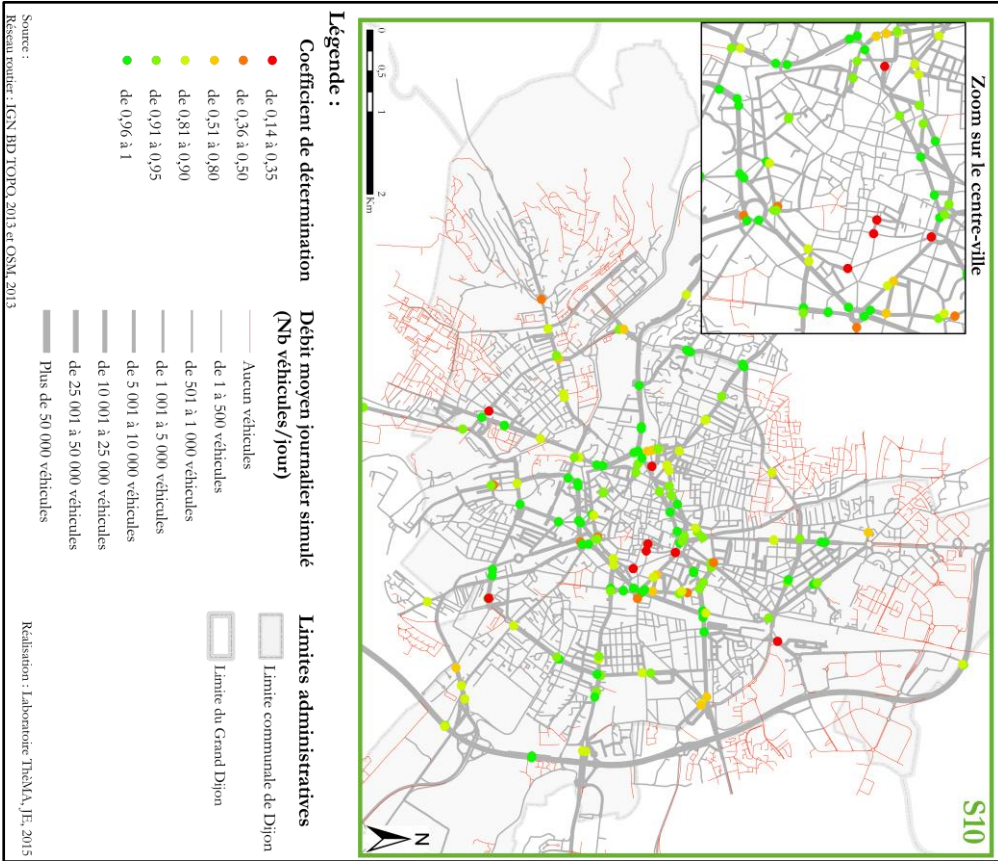 S10
Zoom sur le centre-ville
0 0,5 1 2
Km
N
Légende :
Coefficient de détermination
de 0,14 à 0,35
de 0,36 à 0,50
de 0,51 à 0,80
de 0,81 à 0,90
de 0,91 à 0,95
de 0,96 à 1
Débit moyen journalier simulé
(Nb véhicules/jour)
Aucun véhicules
de 1 à 500 véhicules
de 501 à 1 000 véhicules
de 1 001 à 5 000 véhicules
de 5 001 à 10 000 véhicules
de 10 001 à 25 000 véhicules
de 25 001 à 50 000 véhicules
Plus de 50 000 véhicules
Limites administratives
Limite communale de Dijon
Limite du Grand Dijon
Source :
Réseau routier : IGN BD TOPO, 2013 et OSM, 2013
Réalisation : Laboratoire ThéMA, JE, 2015